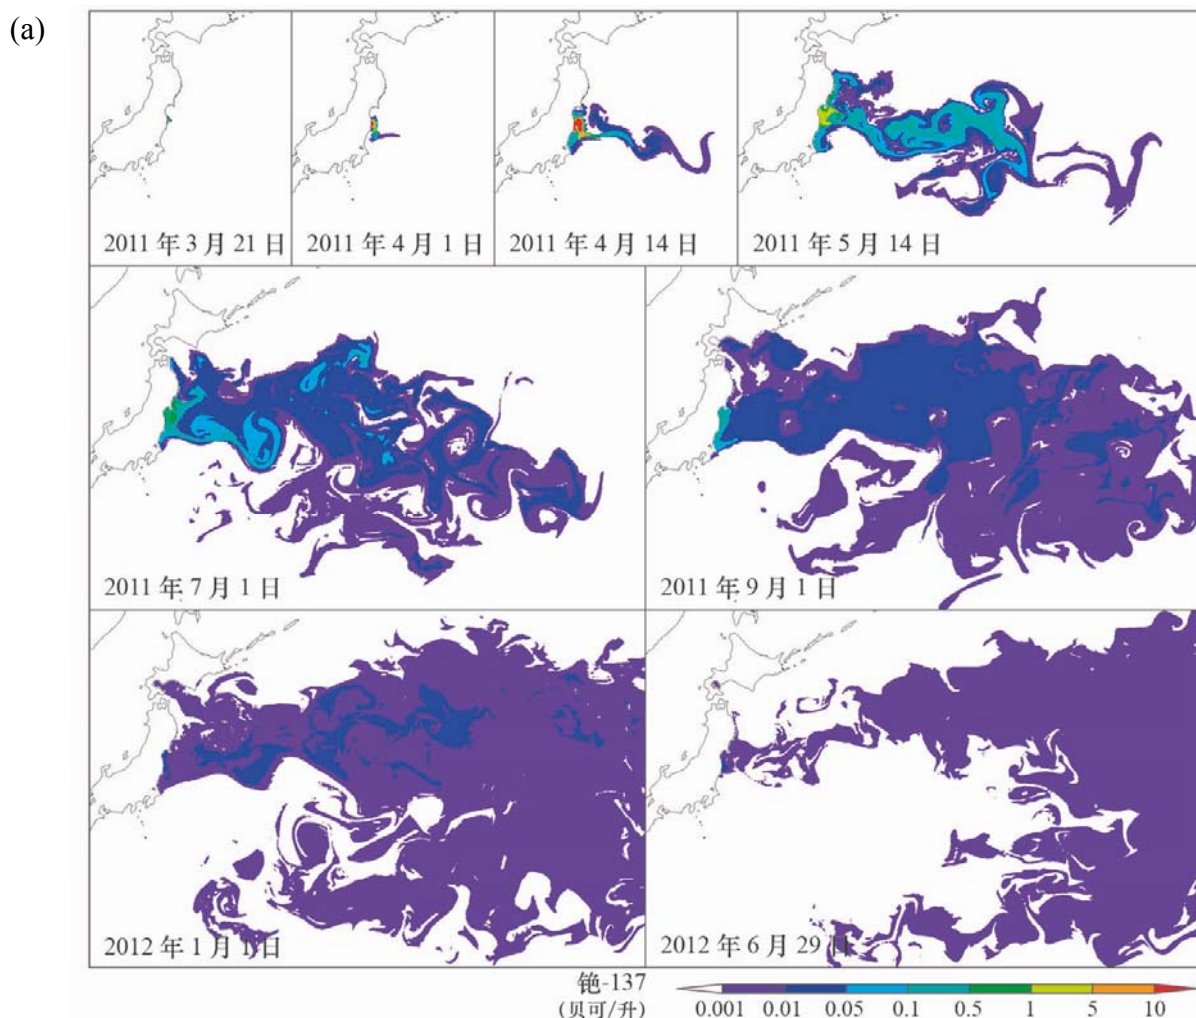 (a)
2011 年 3 月 21 日
2011 年 4 月 1 日
2011 年 4 月 14 日
2011 年 5 月 14 日
2011 年 7 月 1 日
2011 年 9 月 1 日
2012 年 1 月 1 日
2012 年 6 月 29 日
铯-137
(贝可/升)
0.001 0.01 0.05 0.1 0.5 1 5 10